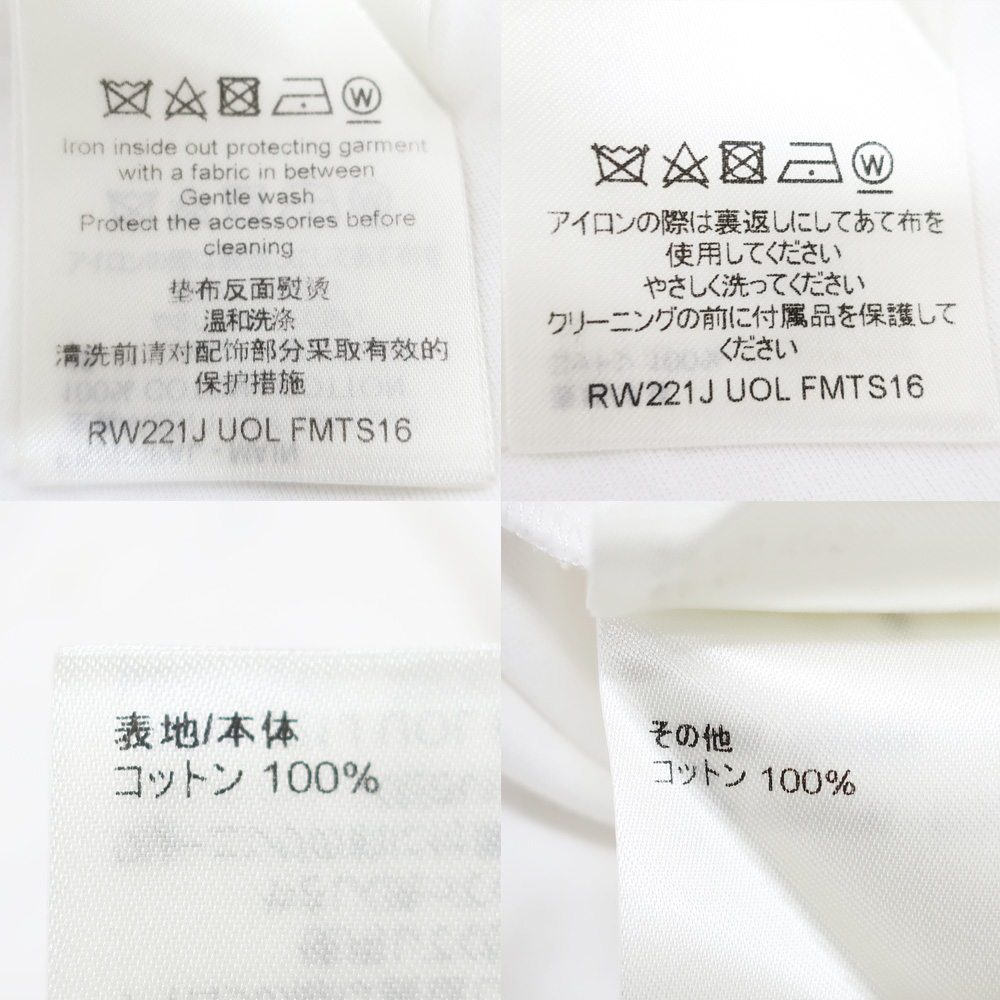 W
Iron inside out protecting garment
with a fabric in between
Gentle wash
Protect the accessories before
cleaning
垫布反面熨烫
温和洗涤
清洗前请对配饰部分采取有效的
保护措施
RW221J UOL FMTS16
W
アイロンの際は裏返しにしてあて布を
使用してください
やさしく洗ってください
クリーニングの前に付属品を保護して
ください
RW221J UOL FMTS16
表地/本体
コットン 100%
その他
コットン 100%